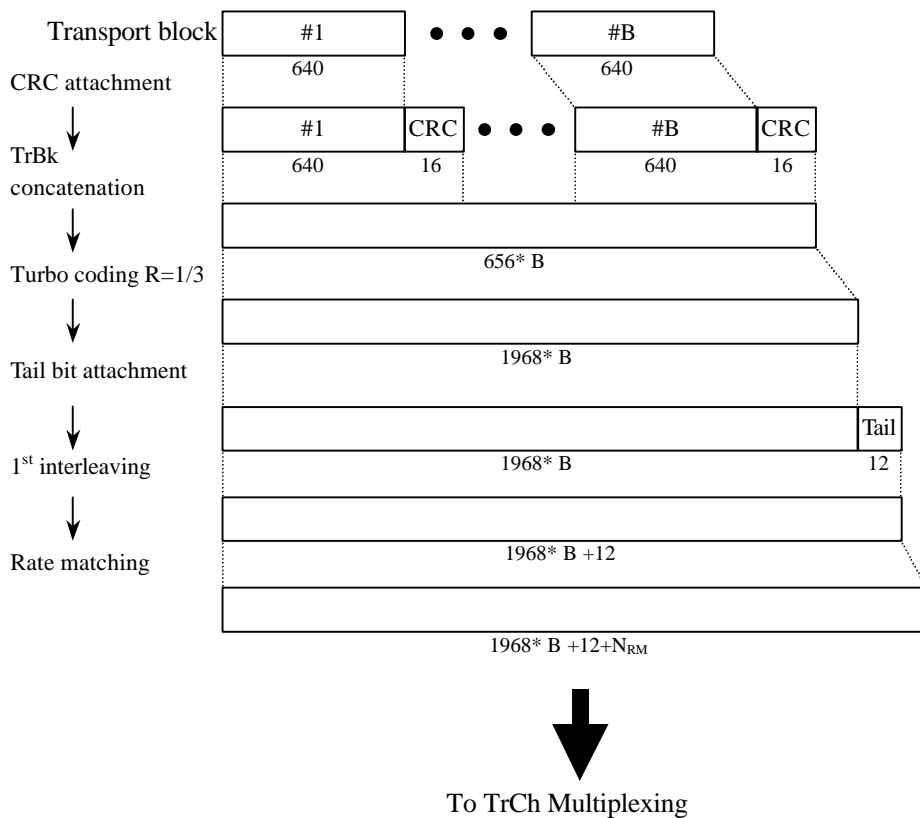 Transport block
#1
#B
640
640
CRC attachment
#1
CRC
#B
CRC
640
16
640
16
TrBk
concatenation
656* B
Turbo coding R=1/3
1968* B
Tail bit attachment
Tail
1968* B
12
1st interleaving
1968* B +12
Rate matching
1968* B +12+NRM
To TrCh Multiplexing